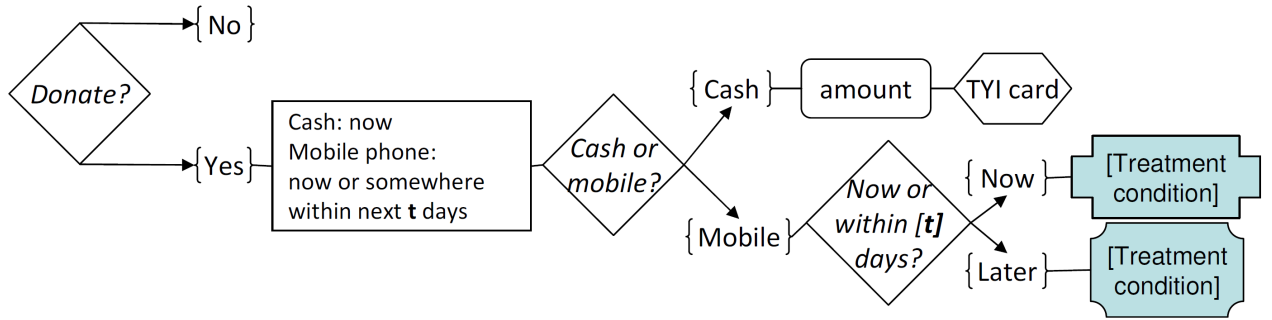 Donate?
{No}
{Yes}
Cash: now
Mobile phone:
now or somewhere
within next t days
Cash or
mobile?
{Cash}
amount
TYI card
{Mobile}
Now or
within [t]
days?
{Now}
[Treatment
condition]
{Later}
[Treatment
condition]